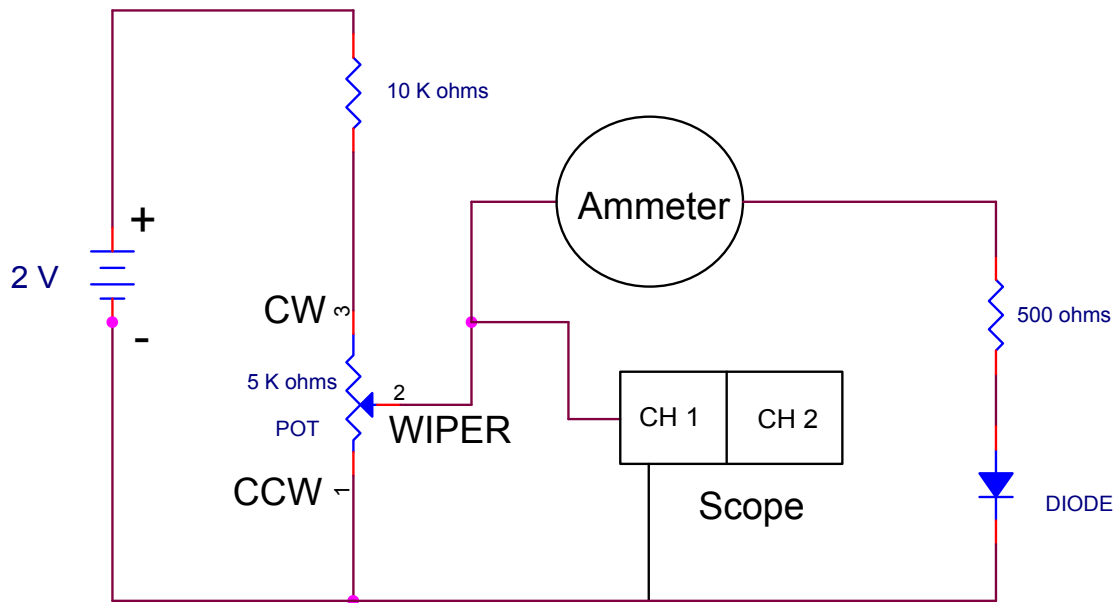 10 K ohms
Ammeter
+
2 V
-
CW 3
5 K ohms
POT
2
WIPER
CCW 1
500 ohms
CH 1
CH 2
Scope
DIODE